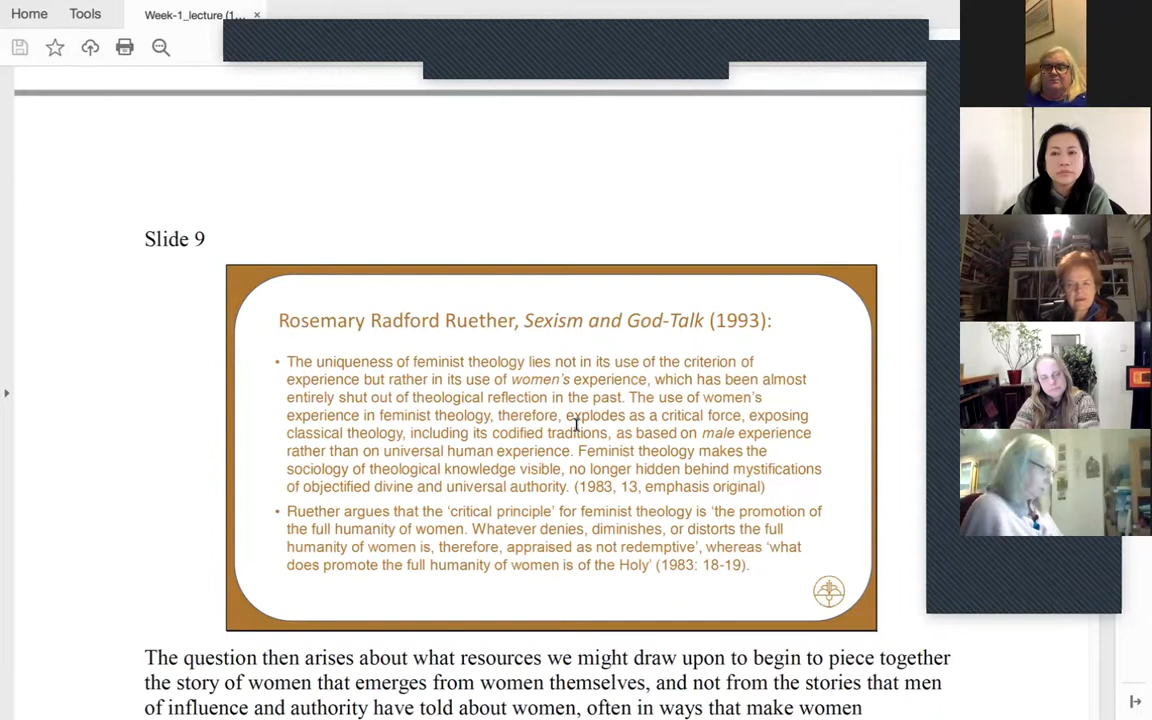 Home Tools Week-1_lecture (1... ×
Slide 9
Rosemary Radford Ruether, Sexism and God-Talk (1993):
• The uniqueness of feminist theology lies not in its use of the criterion of
experience but rather in its use of women’s experience, which has been almost
entirely shut out of theological reflection in the past. The use of women’s
experience in feminist theology, therefore, explodes as a critical force, exposing
classical theology, including its codified traditions, as based on male experience
rather than on universal human experience. Feminist theology makes the
sociology of theological knowledge visible, no longer hidden behind mystifications
of objectified divine and universal authority. (1983, 13, emphasis original)
• Ruether argues that the ‘critical principle’ for feminist theology is ‘the promotion of
the full humanity of women. Whatever denies, diminishes, or distorts the full
humanity of women is, therefore, appraised as not redemptive’, whereas ‘what
does promote the full humanity of women is of the Holy’ (1983: 18-19).
The question then arises about what resources we might draw upon to begin to piece together
the story of women that emerges from women themselves, and not from the stories that men
of influence and authority have told about women, often in ways that make women